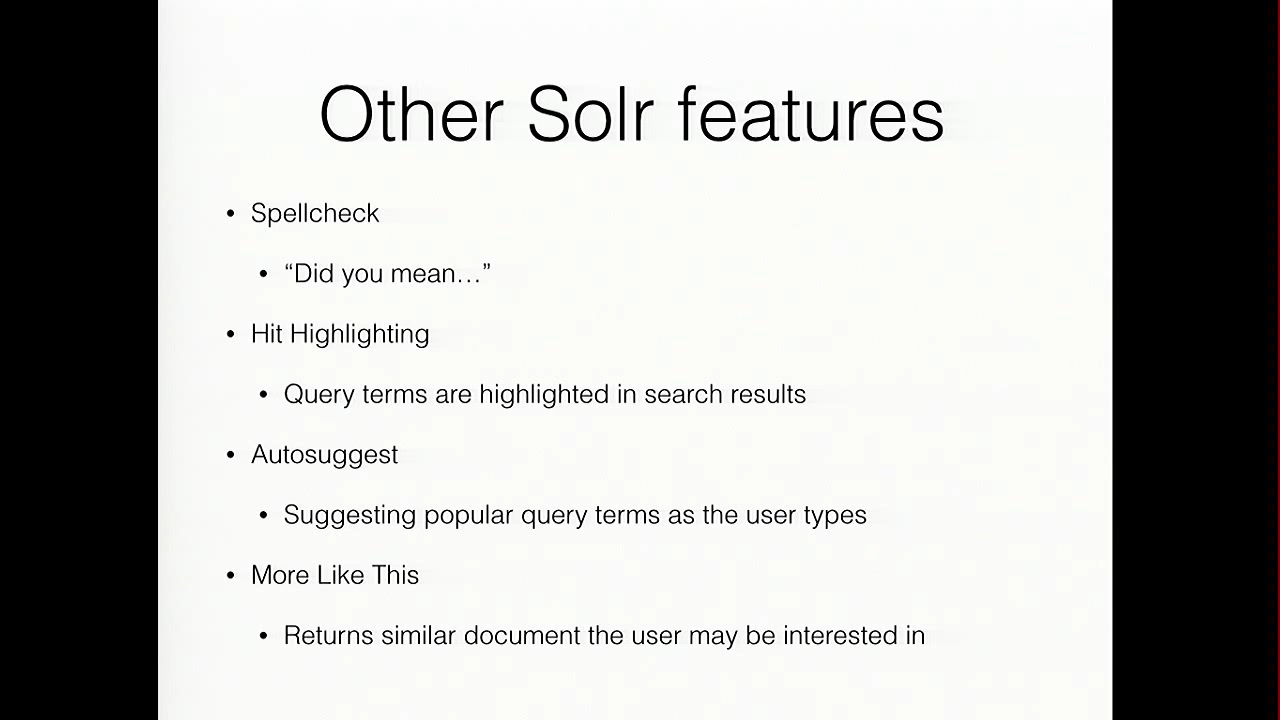 Other Solr features
• Spellcheck
• “Did you mean…”
• Hit Highlighting
• Query terms are highlighted in search results
• Autosuggest
• Suggesting popular query terms as the user types
• More Like This
• Returns similar document the user may be interested in